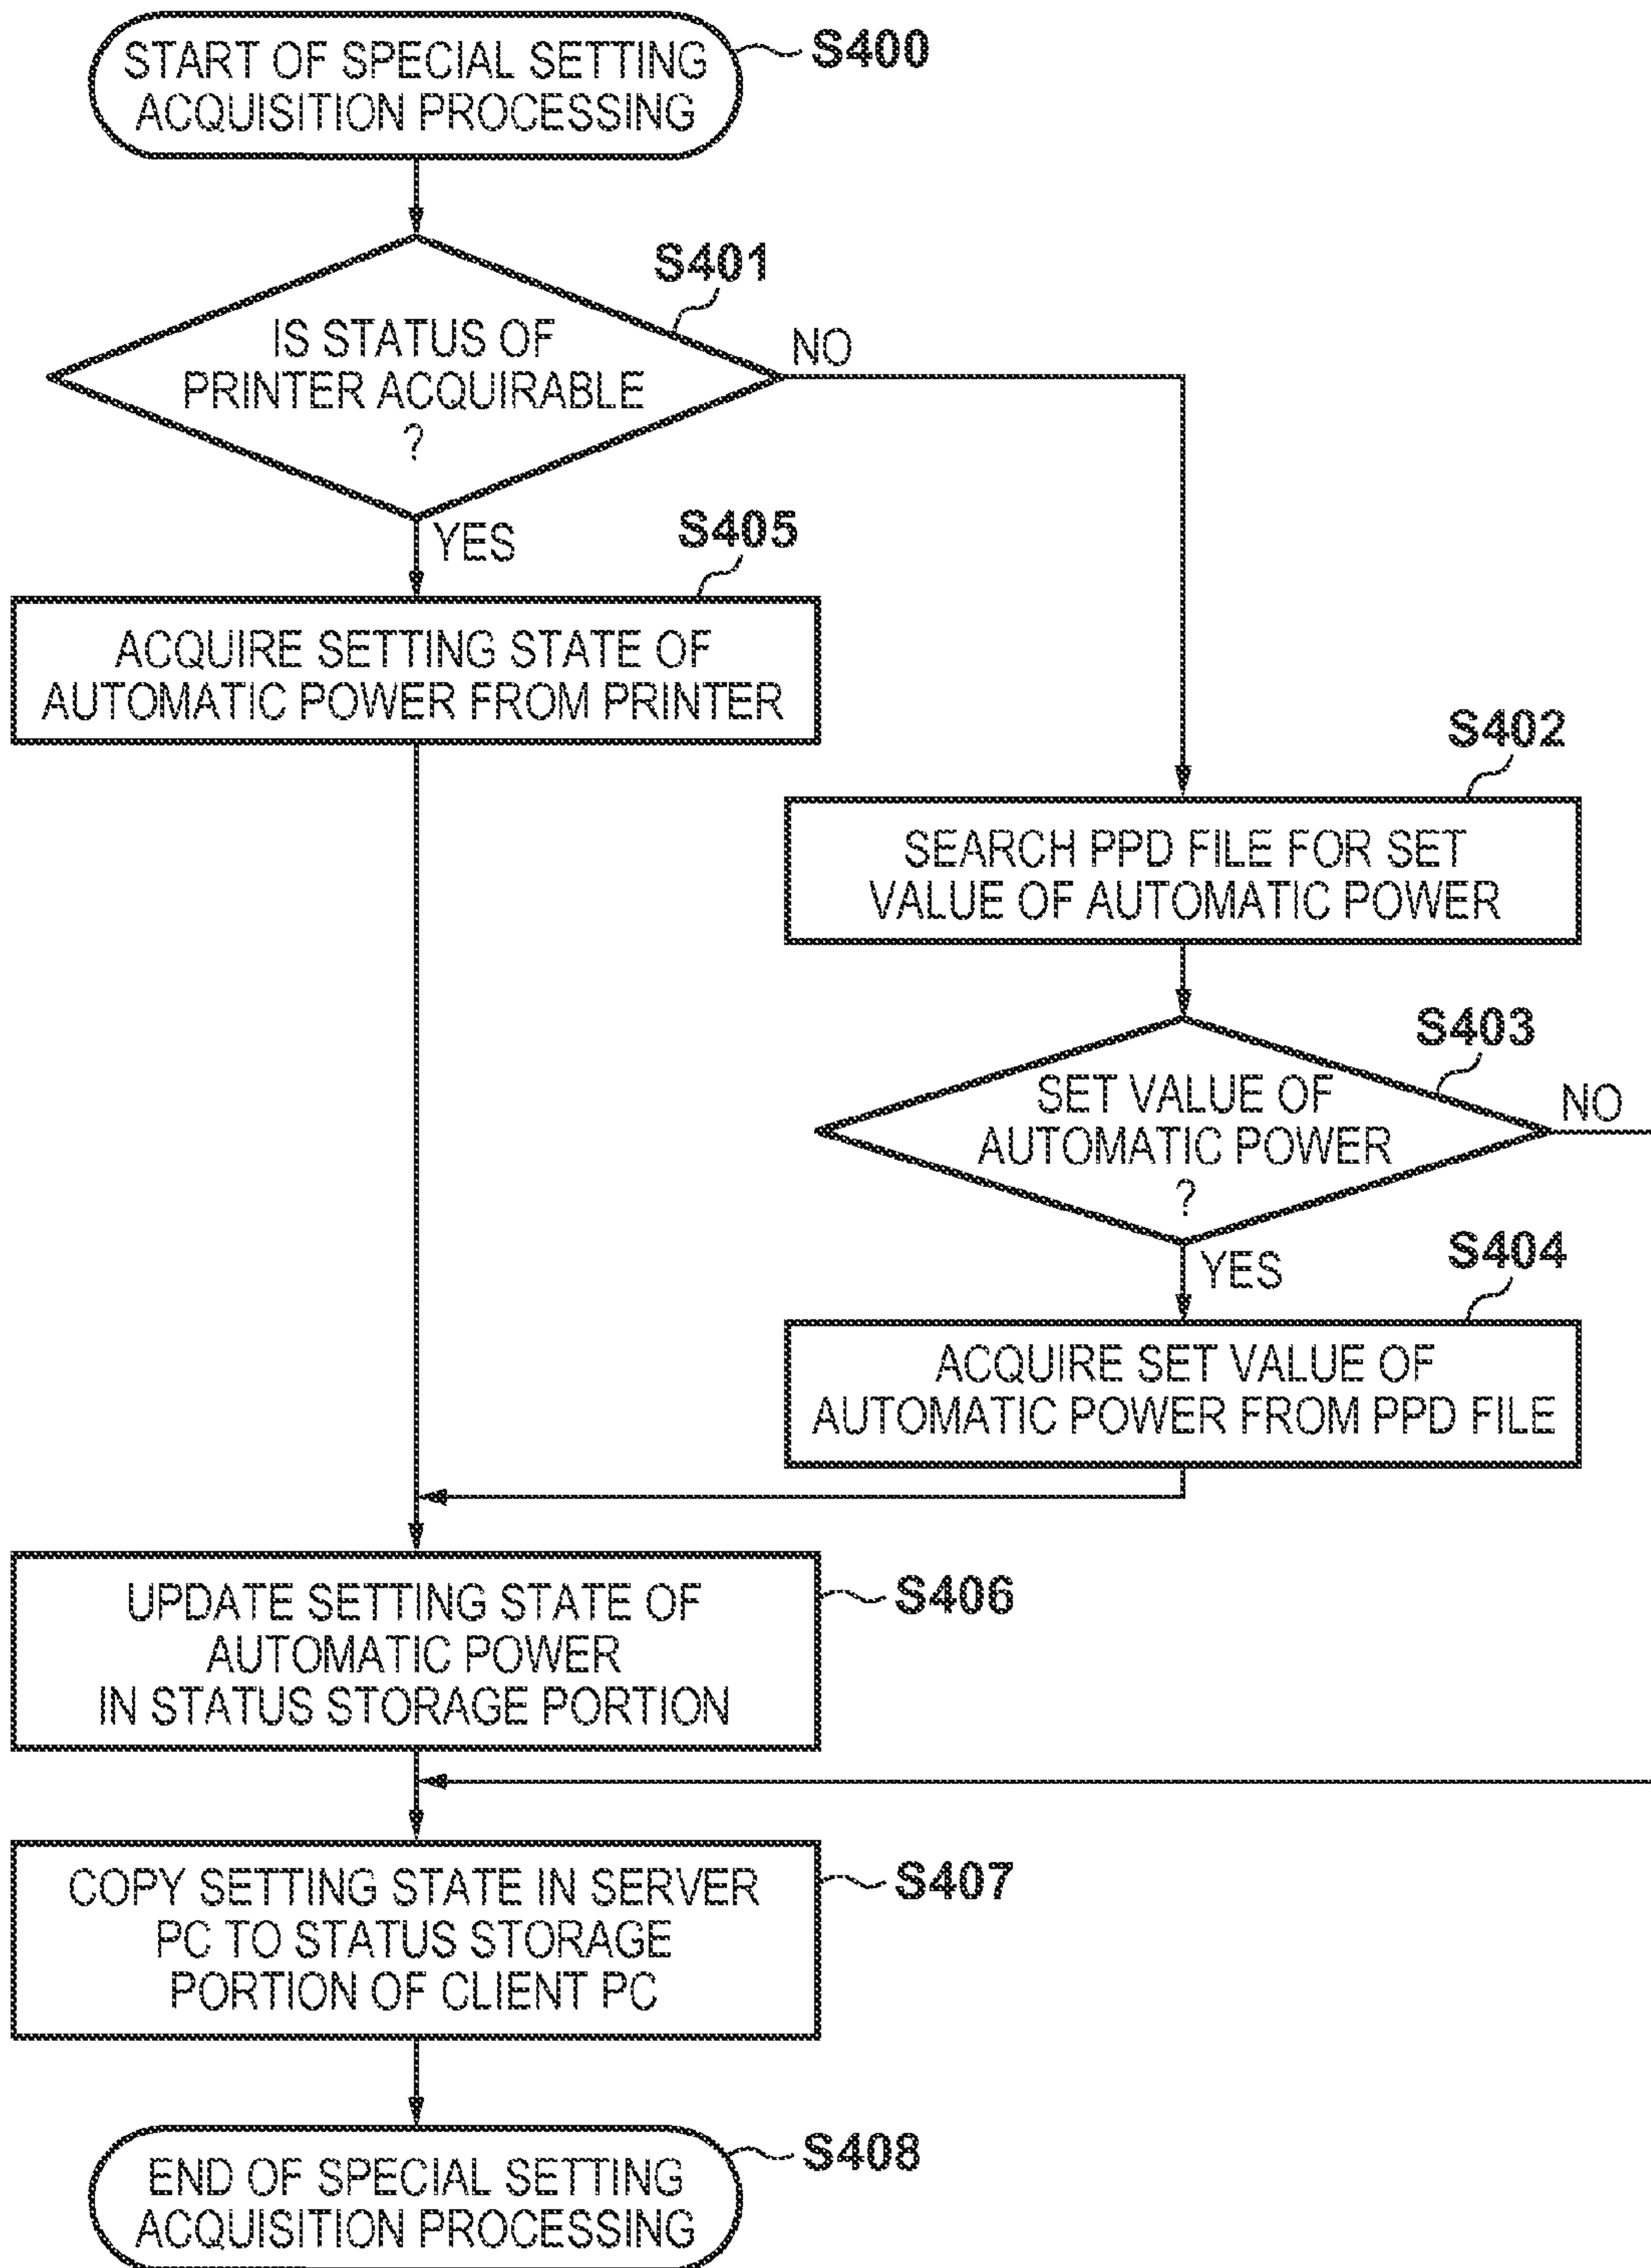 START OF SPECIAL SETTING
ACQUISITION PROCESSING
S400
S401
IS STATUS OF
PRINTER ACQUIRABLE
?
NO
YES
S405
ACQUIRE SETTING STATE OF
AUTOMATIC POWER FROM PRINTER
S402
SEARCH PPD FILE FOR SET
VALUE OF AUTOMATIC POWER
S403
SET VALUE OF
AUTOMATIC POWER
?
NO
YES
S404
ACQUIRE SET VALUE OF
AUTOMATIC POWER FROM PPD FILE
UPDATE SETTING STATE OF
AUTOMATIC POWER
IN STATUS STORAGE PORTION
S406
COPY SETTING STATE IN SERVER
PC TO STATUS STORAGE
PORTION OF CLIENT PC
S407
END OF SPECIAL SETTING
ACQUISITION PROCESSING
S408